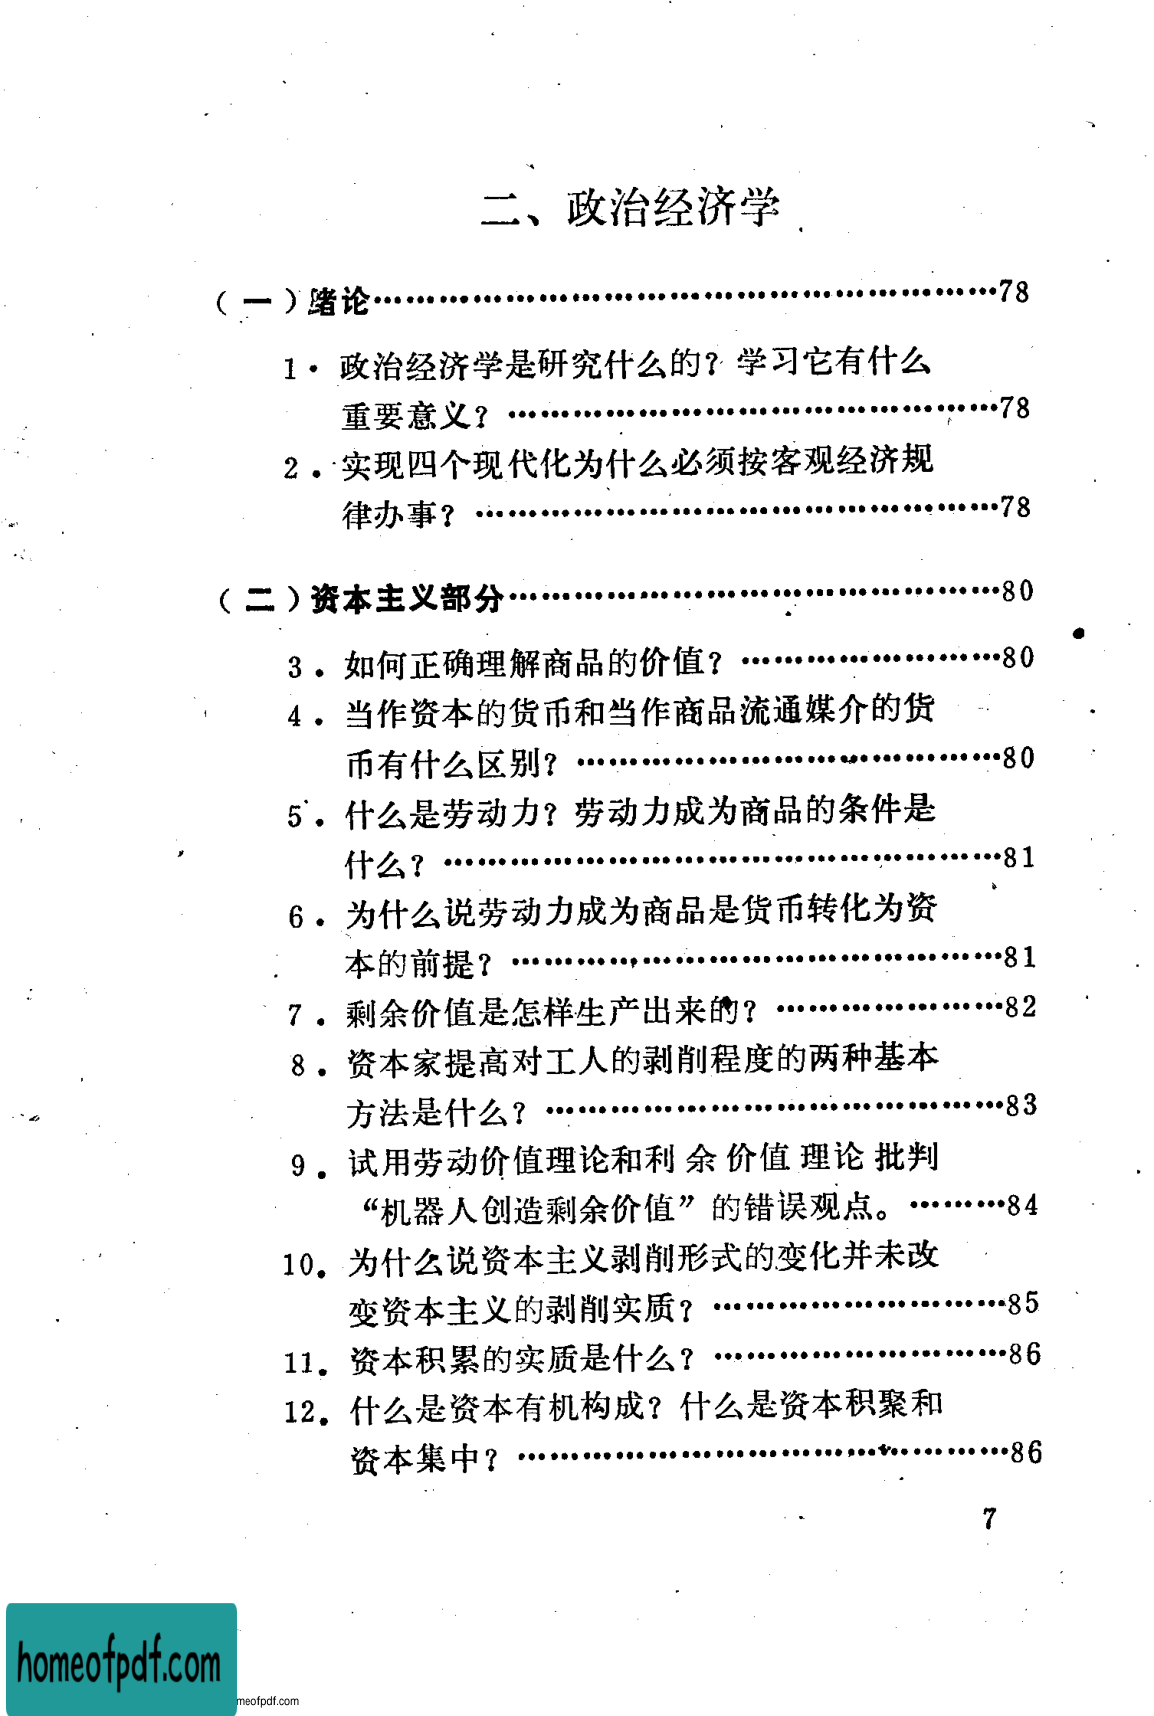 二、政治经济学
（一）绪论……………………………………………………78
1．政治经济学是研究什么的？学习它有什么
重要意义？…………………………………………78
2．实现四个现代化为什么必须按客观经济规
律办事？……………………………………………78
（二）资本主义部分…………………………………………80
3．如何正确理解商品的价值？……………………80
4．当作资本的货币和当作商品流通媒介的货
币有什么区别？……………………………………80
5．什么是劳动力？劳动力成为商品的条件是
什么？………………………………………………81
6．为什么说劳动力成为商品是货币转化为资
本的前提？…………………………………………81
7．剩余价值是怎样生产出来的？…………………82
8．资本家提高对工人的剥削程度的两种基本
方法是什么？………………………………………83
9．试用劳动价值理论和利余价值理论批判
“机器人创造剩余价值”的错误观点。………84
10．为什么说资本主义剥削形式的变化并未改
变资本主义的剥削实质？………………………85
11．资本积累的实质是什么？………………………86
12．什么是资本有机构成？什么是资本积聚和
资本集中？…………………………………………86
7
homeofpdf.com
meofpdf.com